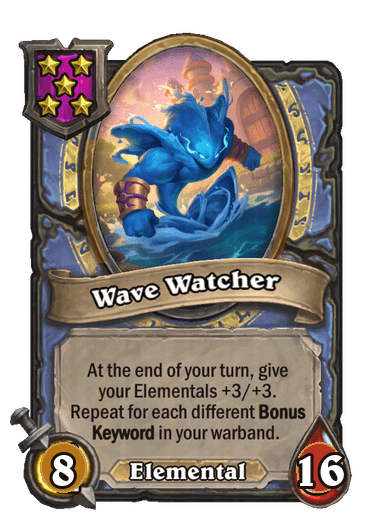 Wave Watcher
At the end of your turn, give
your Elementals +3/+3.
Repeat for each different Bonus
Keyword in your warband.
8
Elemental
16